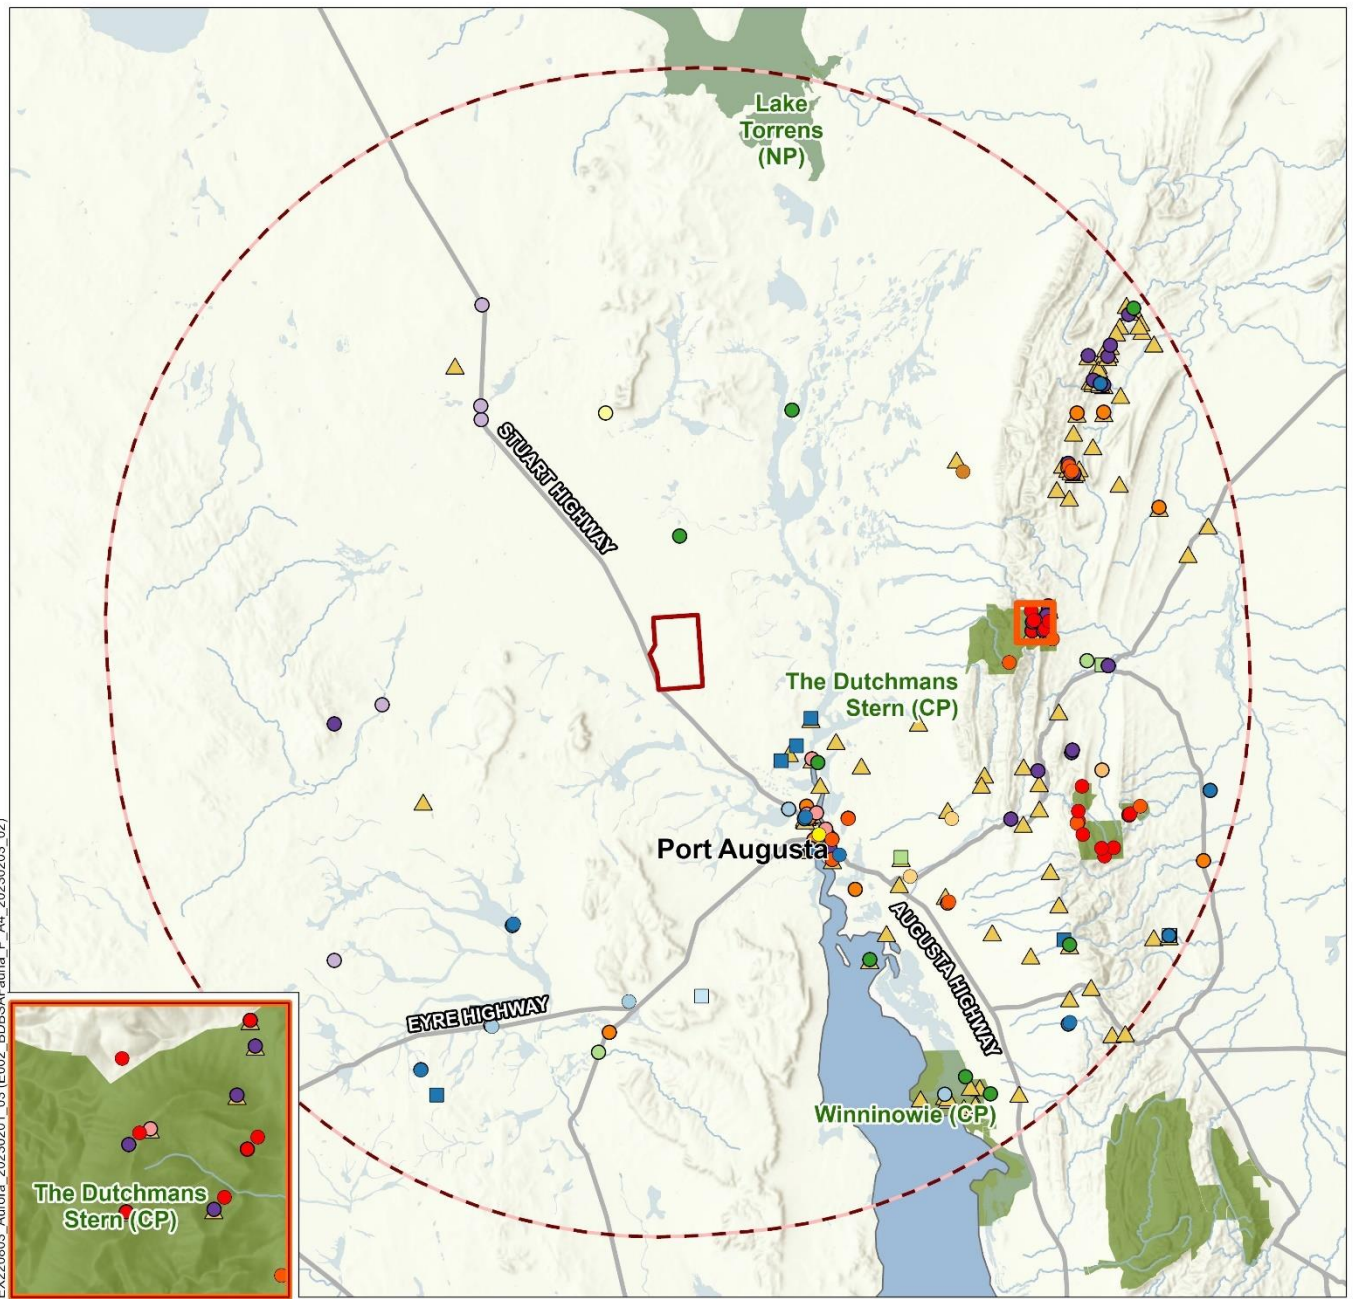 Lake
Torrens
(NP)
STUART HIGHWAY
The Dutchmans
Stern (CP)
Port Augusta
AUGUSTA HIGHWAY
EYRE HIGHWAY
Winninowie (CP)
The Dutchmans
Stern (CP)